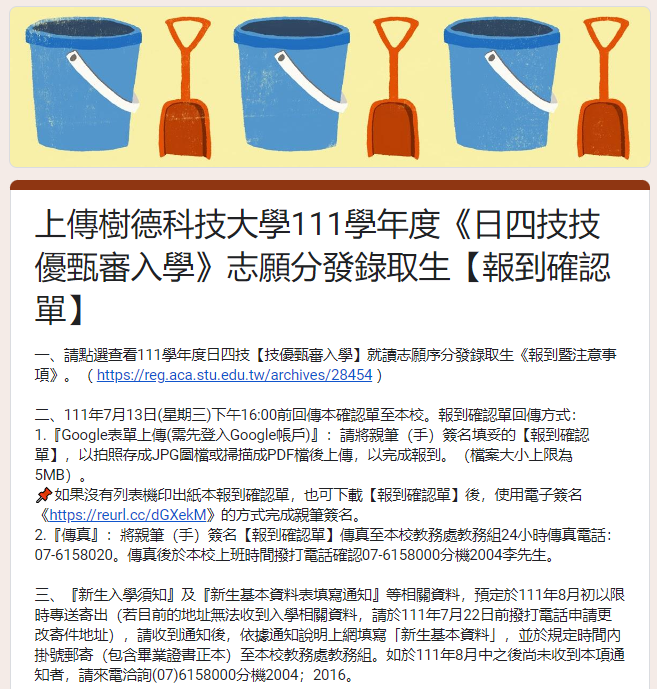 上傳樹德科技大學111學年度《日四技技
優甄審入學》志願分發錄取生【報到確認
單】
一、請點選查看111學年度日四技【技優甄審入學】就讀志願序分發錄取生《報到暨注意事
項》。（ https://reg.aca.stu.edu.tw/archives/28454 ）
二、111年7月13日(星期三)下午16:00前回傳本確認單至本校。報到確認單回傳方式：
1.『Google表單上傳(需先登入Google帳戶)』：請將親筆（手）簽名填妥的【報到確認
單】，以拍照存成JPG圖檔或掃描成PDF檔後上傳，以完成報到。（檔案大小上限為
5MB）。
📌如果沒有列表機印出紙本報到確認單，也可下載【報到確認單】後，使用電子簽名
《https://reurl.cc/dGXekM》的方式完成親筆簽名。
2.『傳真』：將親筆（手）簽名【報到確認單】傳真至本校教務處教務組24小時傳真電話：
07-6158020。傳真後於本校上班時間撥打電話確認07-6158000分機2004李先生。
三、『新生入學須知』及『新生基本資料表填寫通知』等相關資料，預定於111年8月初以限
時專送寄出（若目前的地址無法收到入學相關資料，請於111年7月22日前撥打電話申請更
改寄件地址），請收到通知後，依據通知說明上網填寫「新生基本資料」，並於規定時間內
掛號郵寄（包含畢業證書正本）至本校教務處教務組。如於111年8月中之後尚未收到本項通
知者，請來電洽詢(07)6158000分機2004；2016。